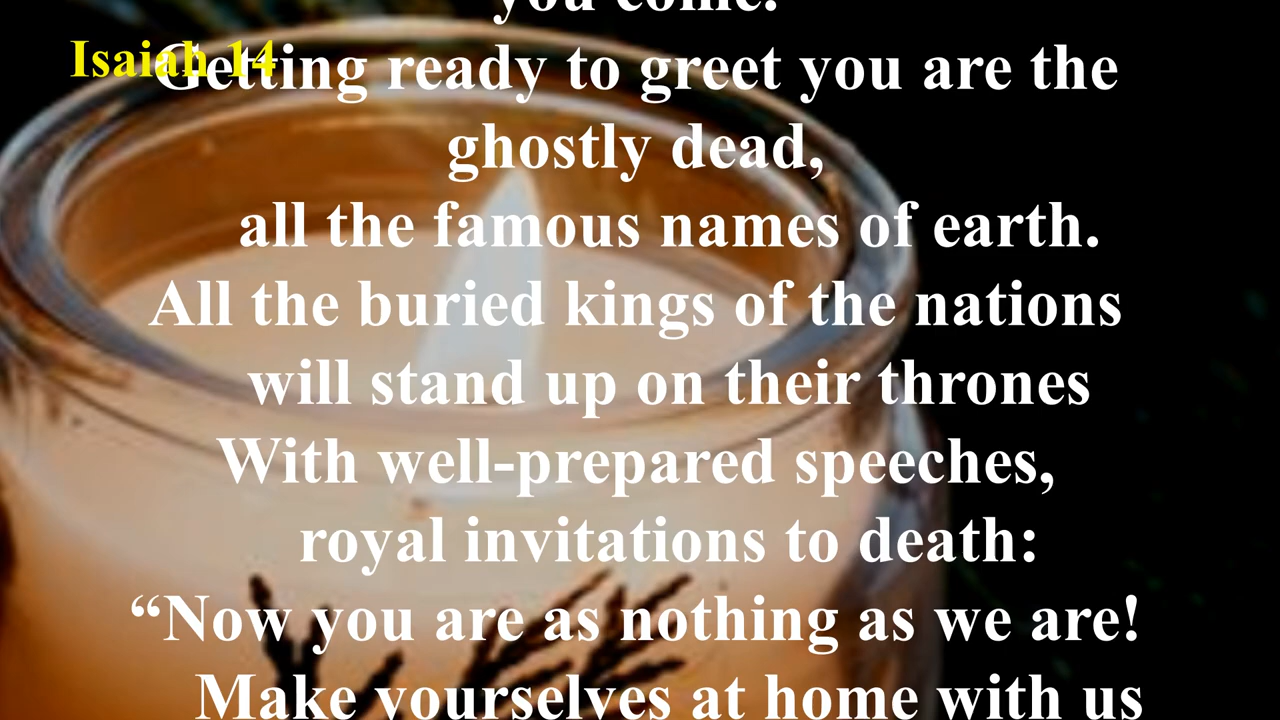 you come!
Isaiah 14
Getting ready to greet you are the
ghostly dead,
all the famous names of earth.
All the buried kings of the nations
will stand up on their thrones
With well-prepared speeches,
royal invitations to death:
“Now you are as nothing as we are!
Make yourselves at home with us